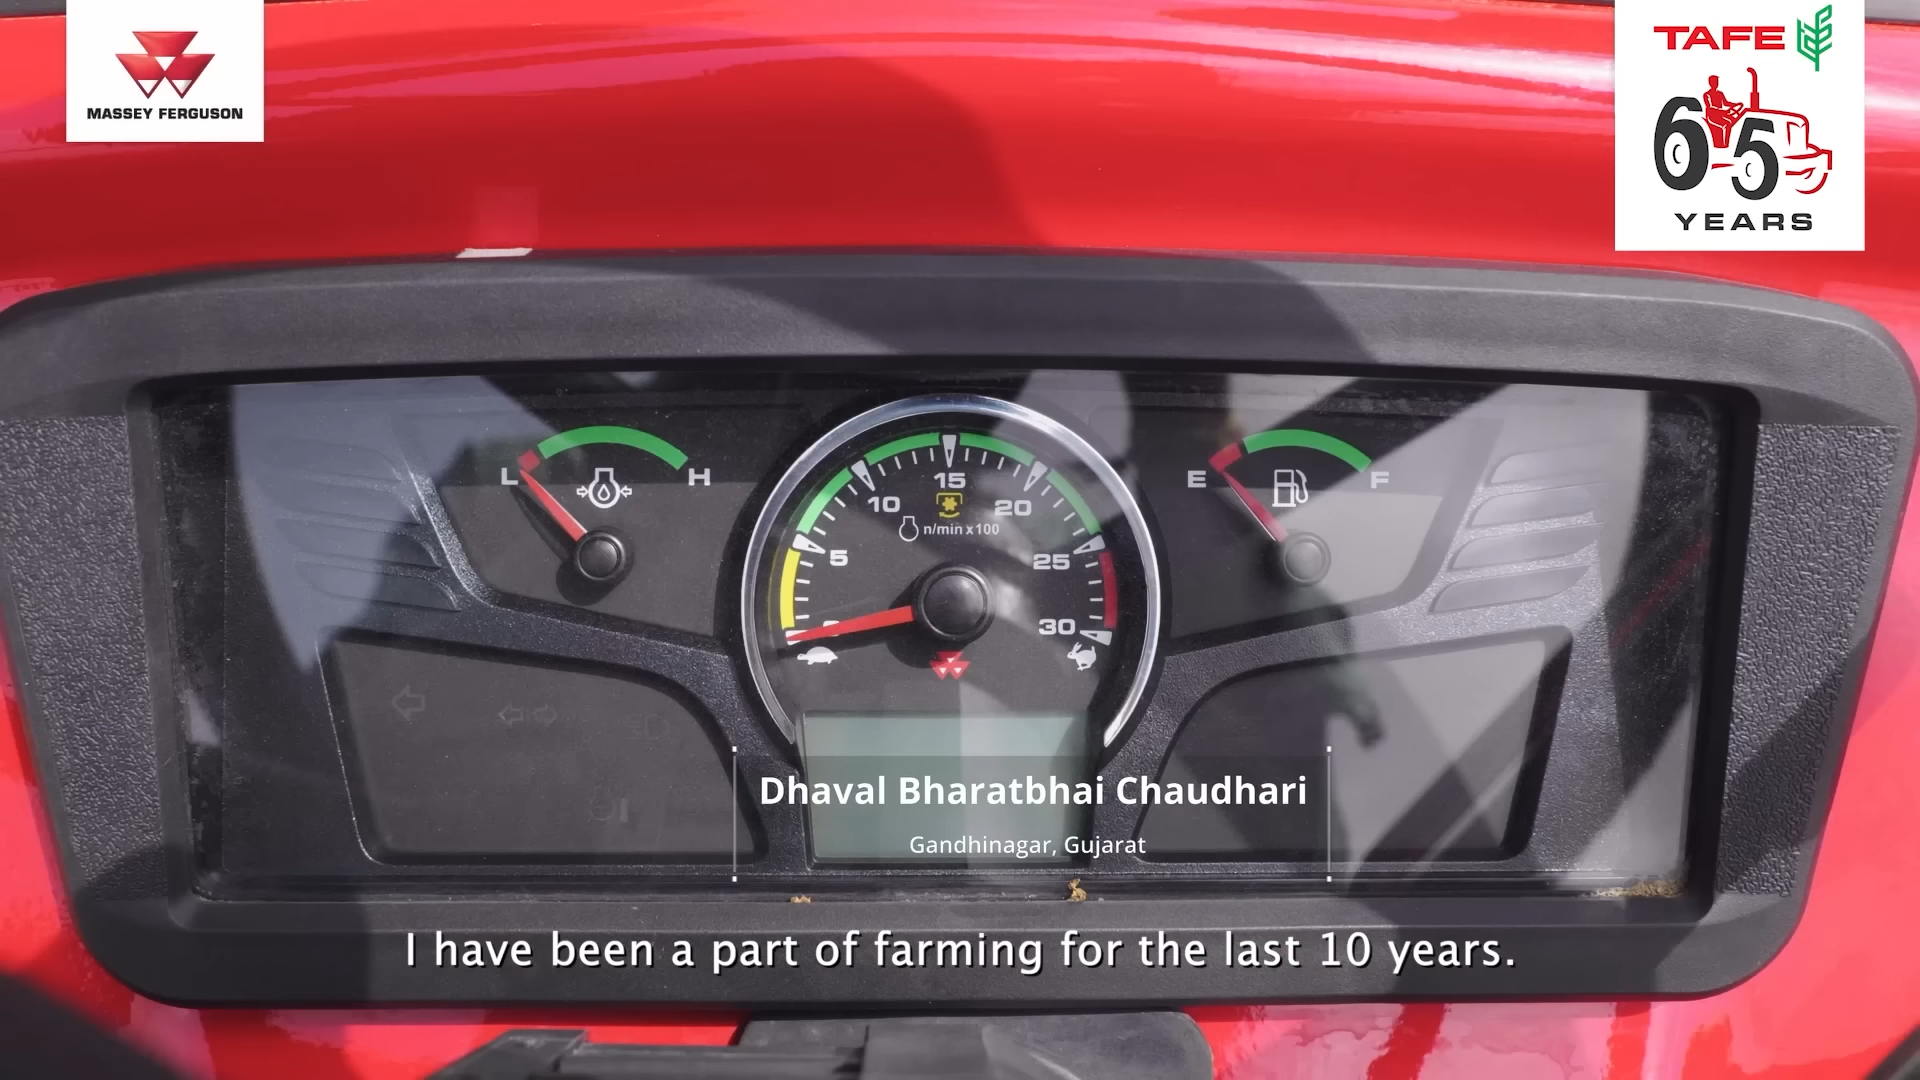 MASSEY FERGUSON
TAFE
65
YEARS
L
H
E
F
5
10
15
20
25
30
n/min x100
Dhaval Bharatbhai Chaudhari
Gandhinagar, Gujarat
I have been a part of farming for the last 10 years.